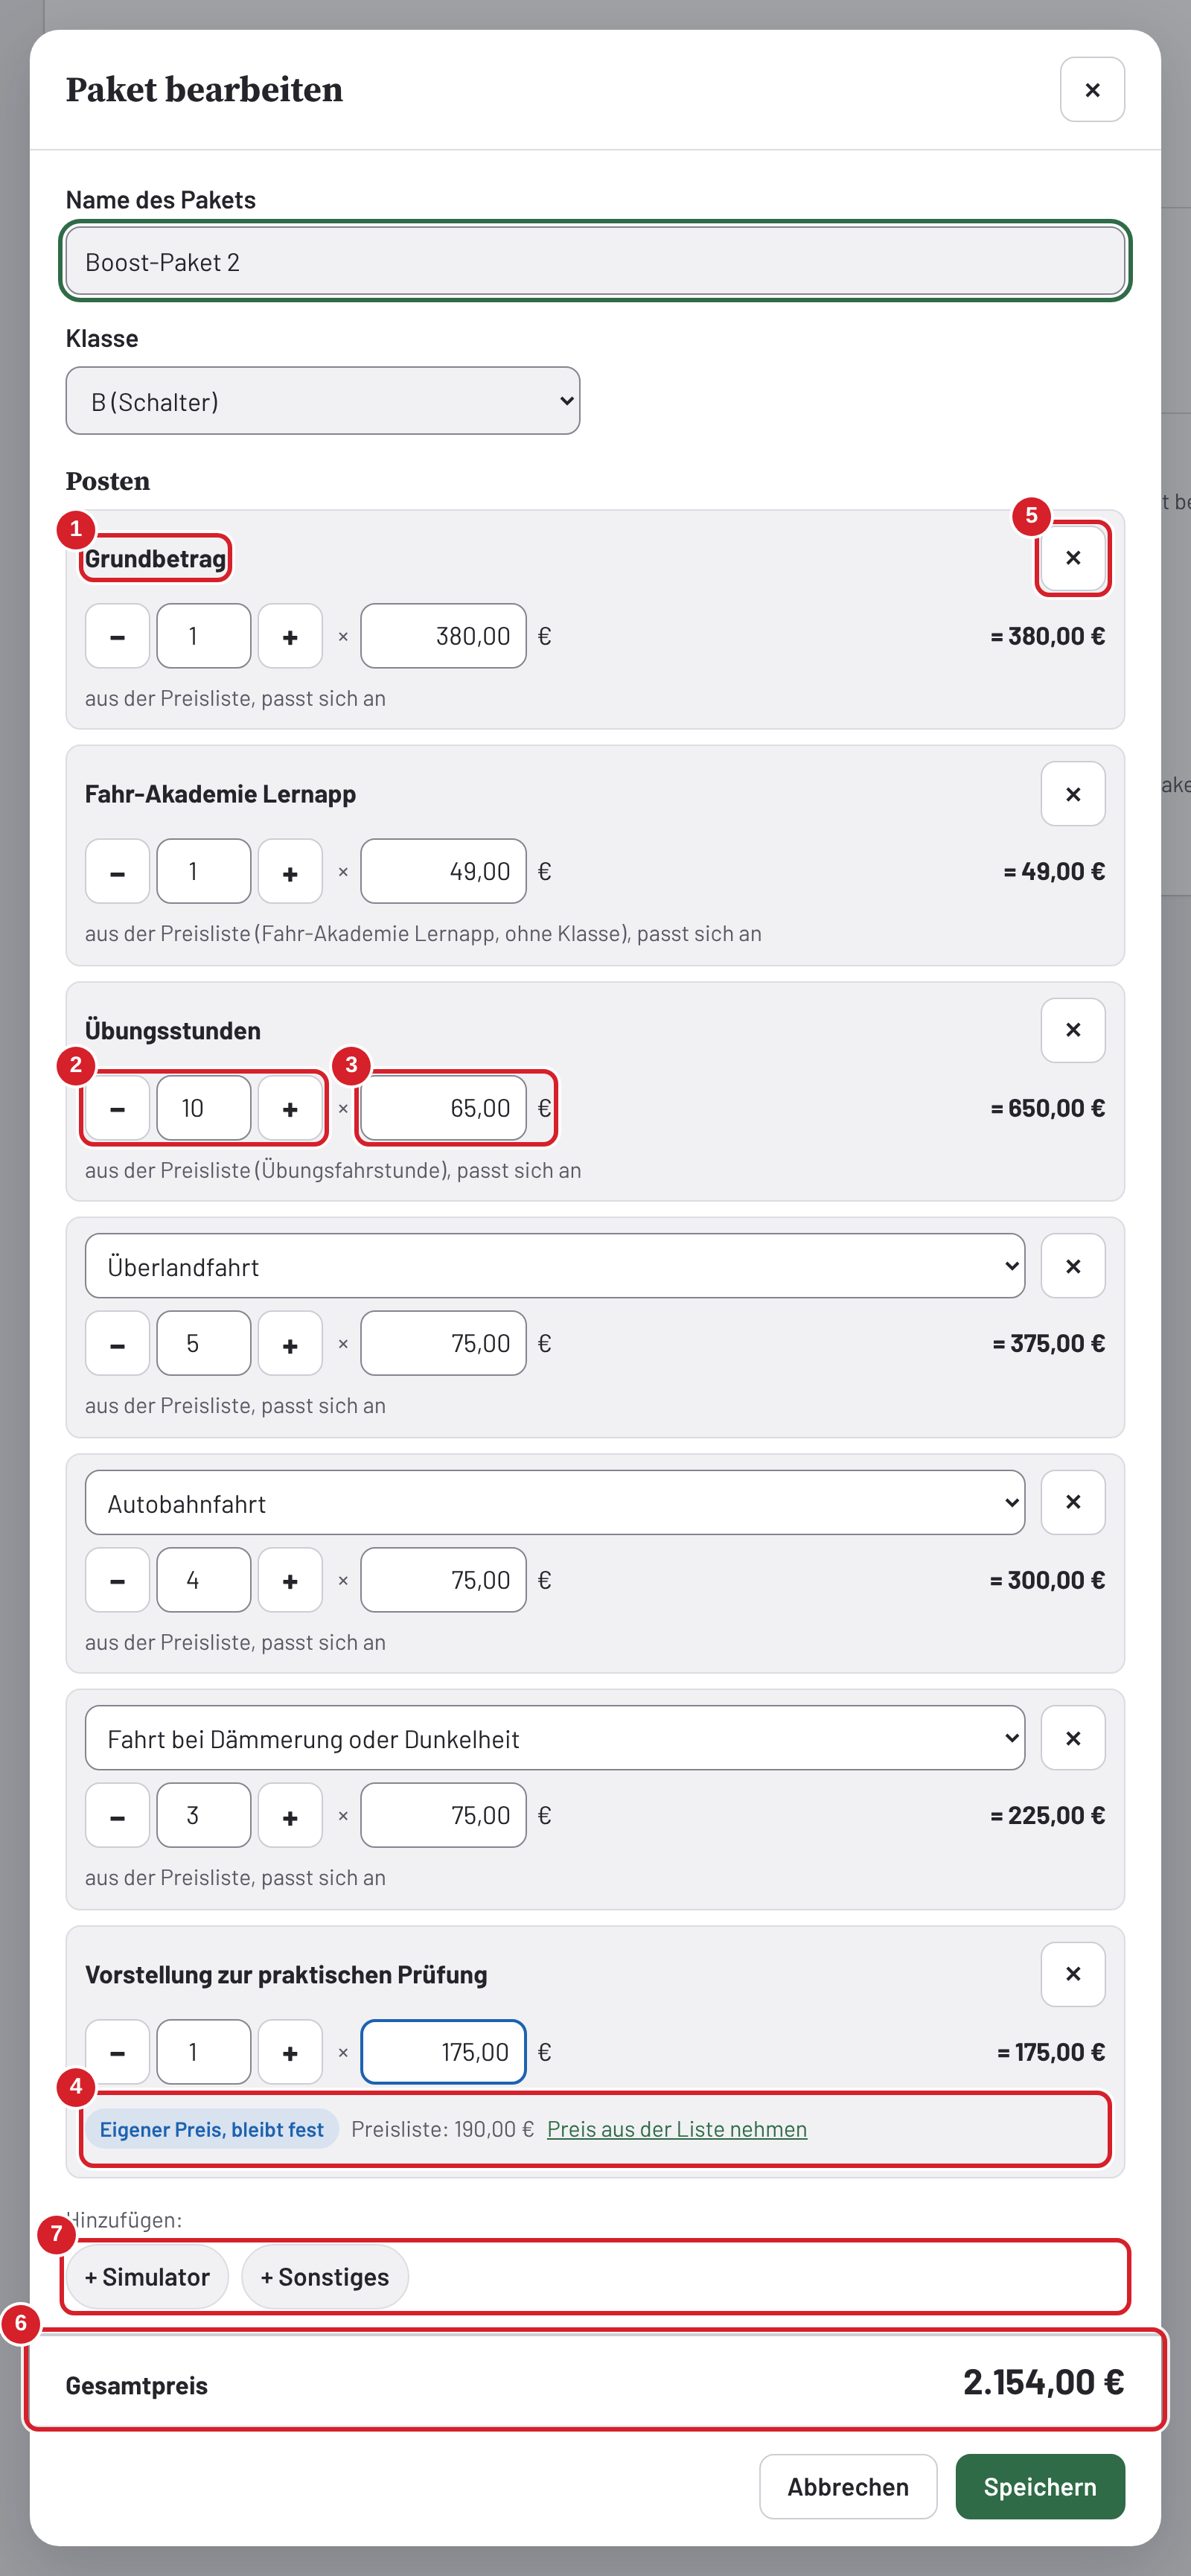 Paket bearbeiten ×
Name des Pakets
Boost-Paket 2
Klasse
B (Schalter)
Posten
1 5
Grundbetrag ×
− 1 + × 380,00 € = 380,00 €
aus der Preisliste, passt sich an
Fahr-Akademie Lernapp ×
− 1 + × 49,00 € = 49,00 €
aus der Preisliste (Fahr-Akademie Lernapp, ohne Klasse), passt sich an
Übungsstunden ×
2 3
− 10 + × 65,00 € = 650,00 €
aus der Preisliste (Übungsfahrstunde), passt sich an
Überlandfahrt ×
− 5 + × 75,00 € = 375,00 €
aus der Preisliste, passt sich an
Autobahnfahrt ×
− 4 + × 75,00 € = 300,00 €
aus der Preisliste, passt sich an
Fahrt bei Dämmerung oder Dunkelheit ×
− 3 + × 75,00 € = 225,00 €
aus der Preisliste, passt sich an
Vorstellung zur praktischen Prüfung ×
− 1 + × 175,00 € = 175,00 €
4
Eigener Preis, bleibt fest Preisliste: 190,00 € Preis aus der Liste nehmen
Hinzufügen:
7
+ Simulator + Sonstiges
6
Gesamtpreis 2.154,00 €
Abbrechen Speichern